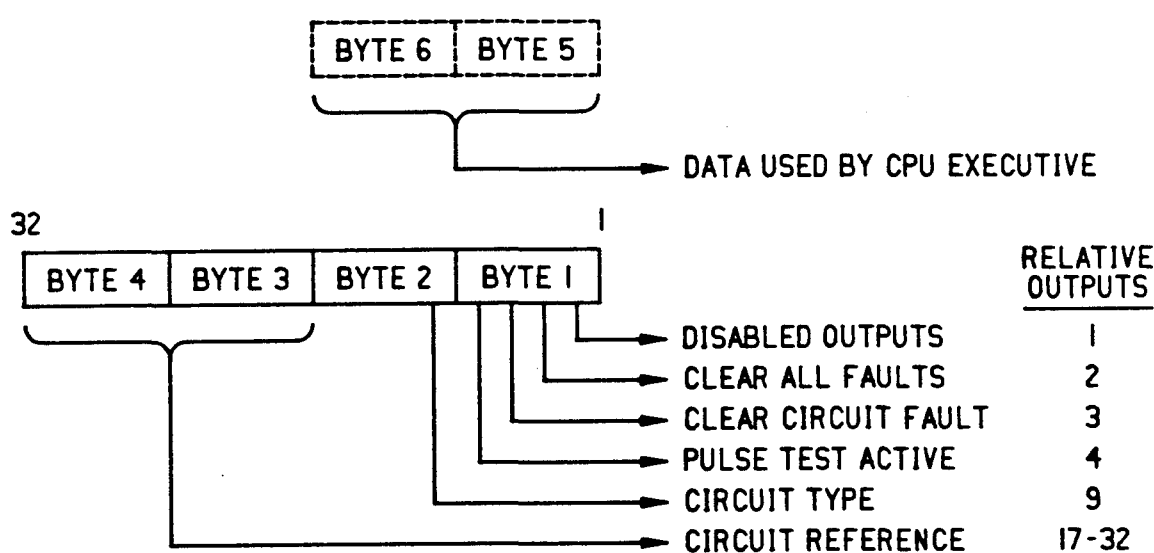 BYTE 6 BYTE 5
DATA USED BY CPU EXECUTIVE
32 1
BYTE 4 BYTE 3 BYTE 2 BYTE 1
RELATIVE
OUTPUTS
DISABLED OUTPUTS 1
CLEAR ALL FAULTS 2
CLEAR CIRCUIT FAULT 3
PULSE TEST ACTIVE 4
CIRCUIT TYPE 9
CIRCUIT REFERENCE 17-32